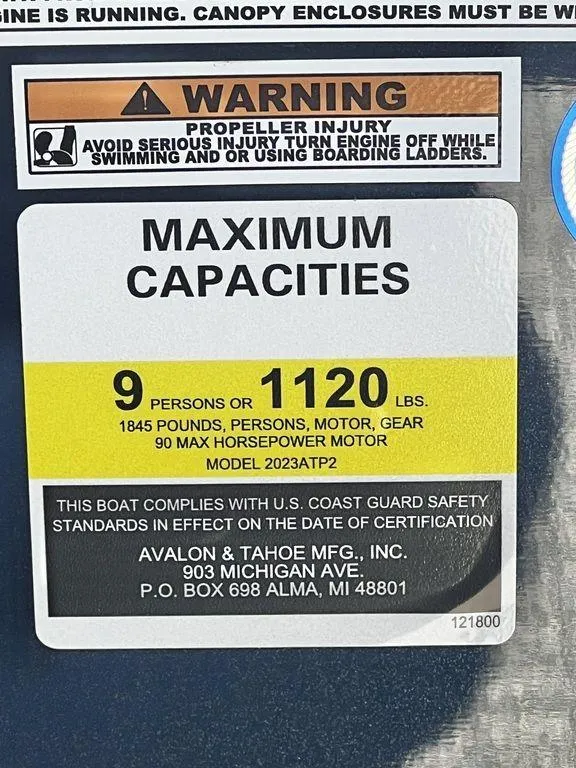 INE IS RUNNING. CANOPY ENCLOSURES MUST BE
WARNING
PROPELLER INJURY
AVOID SERIOUS INJURY TURN ENGINE OFF WHILE
SWIMMING AND OR USING BOARDING LADDERS.
MAXIMUM
CAPACITIES
9 PERSONS OR 1120 LBS.
1845 POUNDS, PERSONS, MOTOR, GEAR
90 MAX HORSEPOWER MOTOR
MODEL 2023ATP2
THIS BOAT COMPLIES WITH U.S. COAST GUARD SAFETY
STANDARDS IN EFFECT ON THE DATE OF CERTIFICATION
AVALON & TAHOE MFG., INC.
903 MICHIGAN AVE.
P.O. BOX 698 ALMA, MI 48801
121800